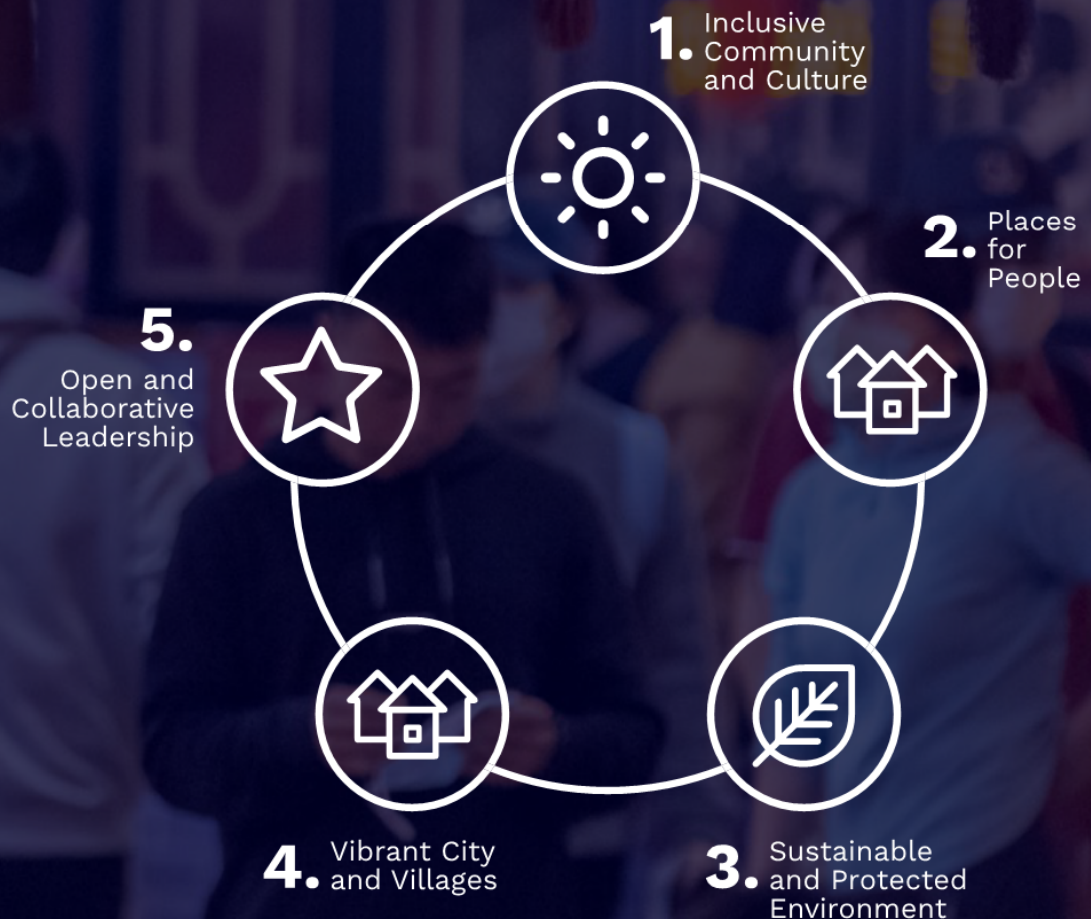 1. Inclusive
Community
and Culture
2. Places
for
People
3. Sustainable
and Protected
Environment
4. Vibrant City
and Villages
5.
Open and
Collaborative
Leadership